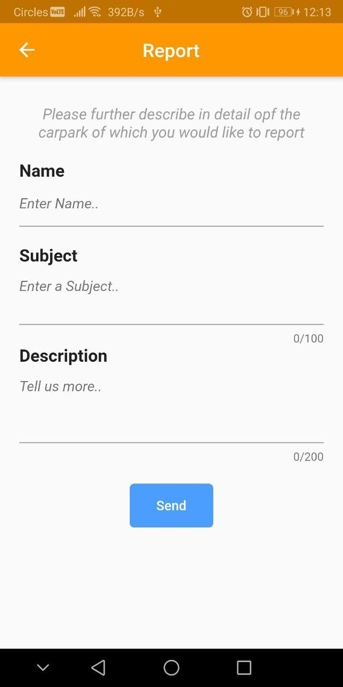 Circles VoLTE 392B/s 96 12:13
Report
Please further describe in detail opf the
carpark of which you would like to report
Name
Enter Name..
Subject
Enter a Subject..
0/100
Description
Tell us more..
0/200
Send